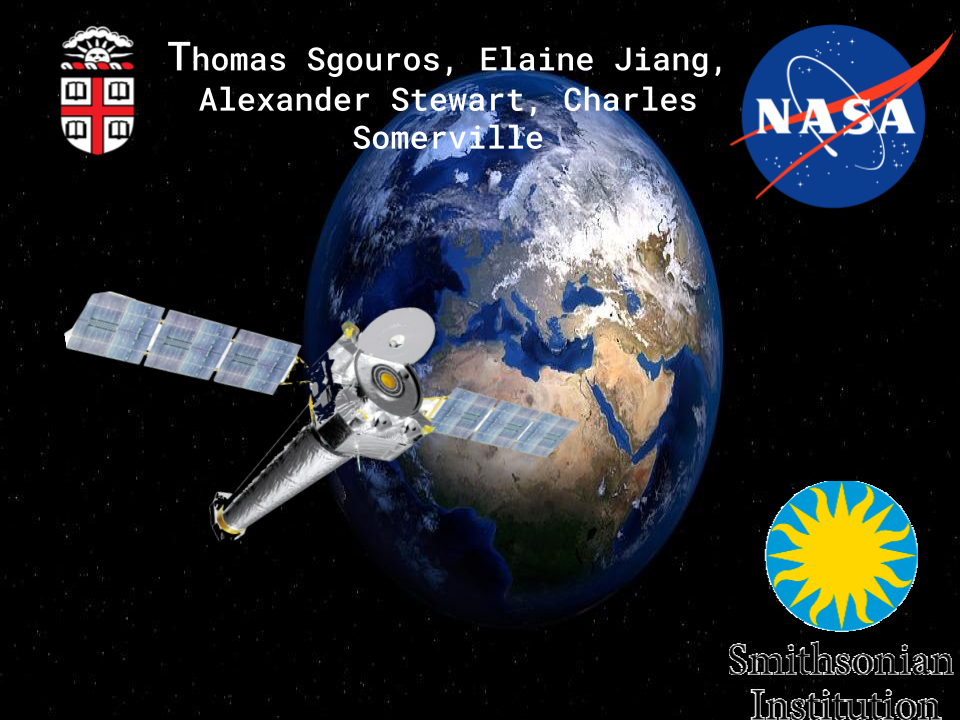 Thomas Sgouros, Elaine Jiang,
Alexander Stewart, Charles
Somerville
NASA
Smithsonian
Institution